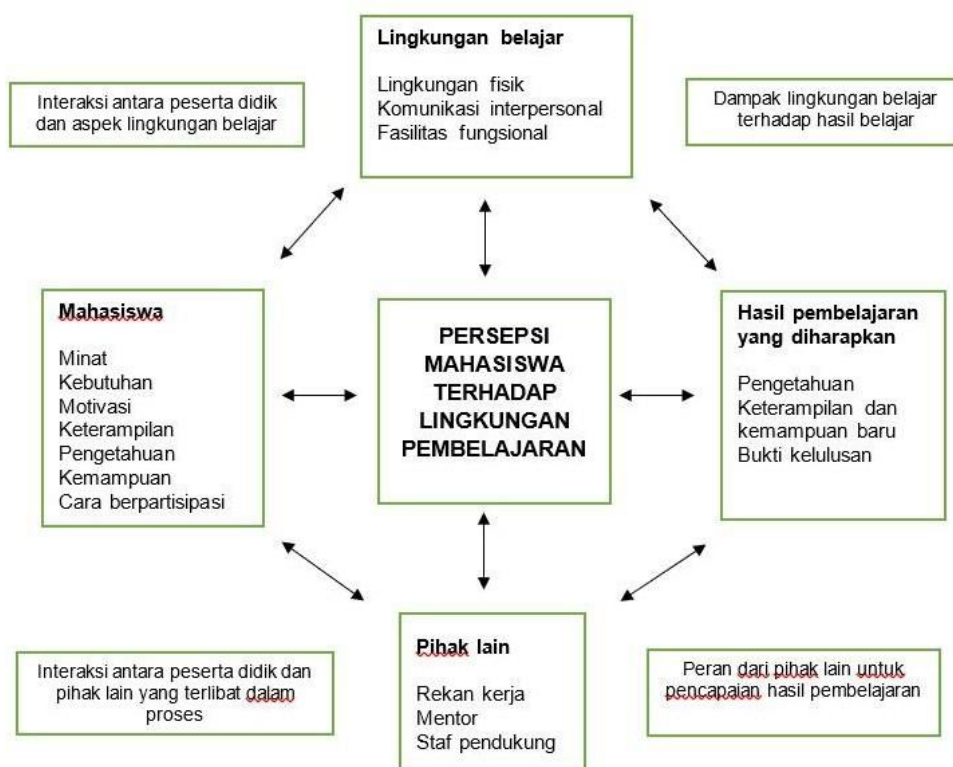 Lingkungan belajar
Lingkungan fisik
Komunikasi interpersonal
Fasilitas fungsional
Interaksi antara peserta didik
dan aspek lingkungan belajar
Dampak lingkungan belajar
terhadap hasil belajar
Mahasiswa
Minat
Kebutuhan
Motivasi
Keterampilan
Pengetahuan
Kemampuan
Cara berpartisipasi
PERSEPSI
MAHASISWA
TERHADAP
LINGKUNGAN
PEMBELAJARAN
Hasil pembelajaran
yang diharapkan
Pengetahuan
Keterampilan dan
kemampuan baru
Bukti kelulusan
Pihak lain
Rekan kerja
Mentor
Staf pendukung
Interaksi antara peserta didik dan
pihak lain yang terlibat dalam
proses
Peran dari pihak lain untuk
pencapaian hasil pembelajaran